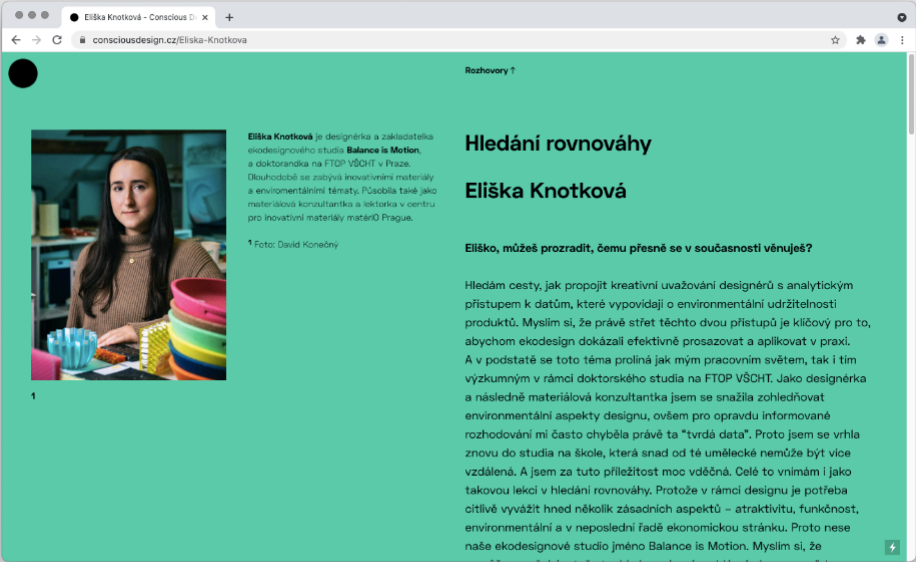 Eliška Knotková - Conscious D
consciousdesign.cz/Eliska-Knotkova
Rozhovory ↑
Eliška Knotková je designérka a zakladatelka
ekodesignového studia Balance is Motion,
a doktorandka na FTOP VŠCHT v Praze.
Dlouhodobě se zabývá inovativními materiály
a enviromentálními tématy. Působila také jako
materiálová konzultantka a lektorka v centru
pro inovativní materiály matériO Prague.
1 Foto: David Konečný
1
Hledání rovnováhy
Eliška Knotková
Eliško, můžeš prozradit, čemu přesně se v současnosti věnuješ?
Hledám cesty, jak propojit kreativní uvažování designérů s analytickým
přístupem k datům, které vypovídají o environmentální udržitelnosti
produktů. Myslím si, že právě střet těchto dvou přístupů je klíčový pro to,
abychom ekodesign dokázali efektivně prosazovat a aplikovat v praxi.
A v podstatě se toto téma prolíná jak mým pracovním světem, tak i tím
výzkumným v rámci doktorského studia na FTOP VŠCHT. Jako designérka
a následně materiálová konzultantka jsem se snažila zohledňovat
environmentální aspekty designu, ovšem pro opravdu informované
rozhodování mi často chyběla právě ta "tvrdá data". Proto jsem se vrhla
znovu do studia na škole, která snad od té umělecké nemůže být více
vzdálená. A jsem za tuto příležitost moc vděčná. Celé to vnímám i jako
takovou lekci v hledání rovnováhy. Protože v rámci designu je potřeba
citlivě vyvážit hned několik zásadních aspektů – atraktivitu, funkčnost,
environmentální a v neposlední řadě ekonomickou stránku. Proto nese
naše ekodesignové studio jméno Balance is Motion. Myslím si, že